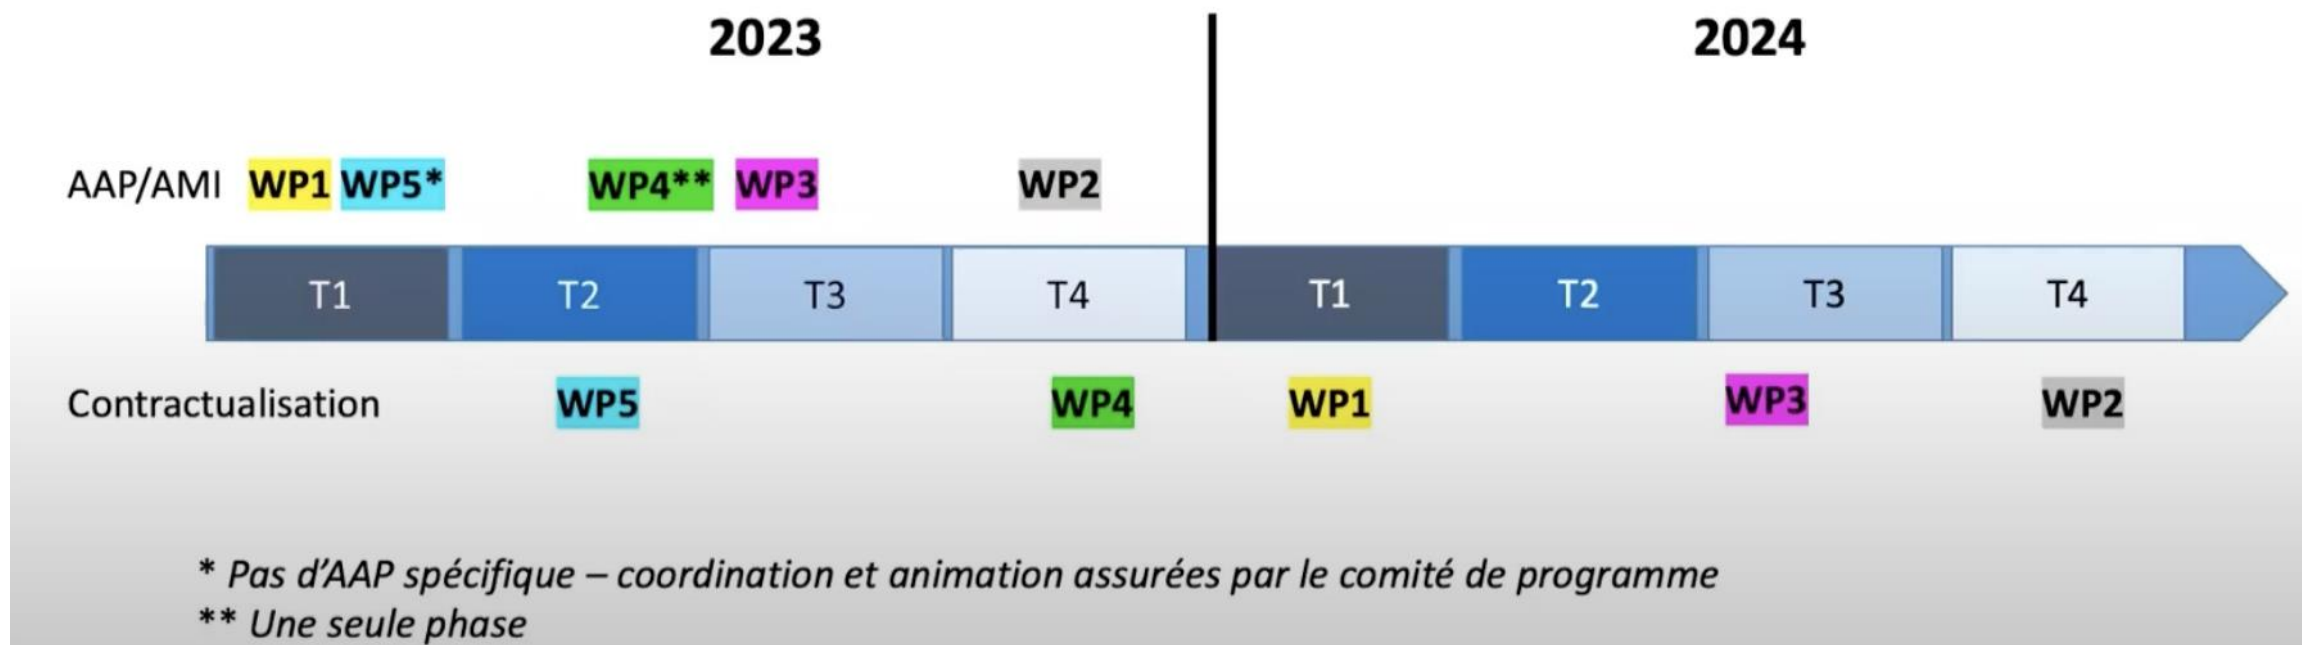 2023 2024
AAP/AMI WP1 WP5* WP4** WP3 WP2
T1 T2 T3 T4 T1 T2 T3 T4
Contractualisation WP5 WP4 WP1 WP3 WP2
* Pas d’AAP spécifique – coordination et animation assurées par le comité de programme
** Une seule phase